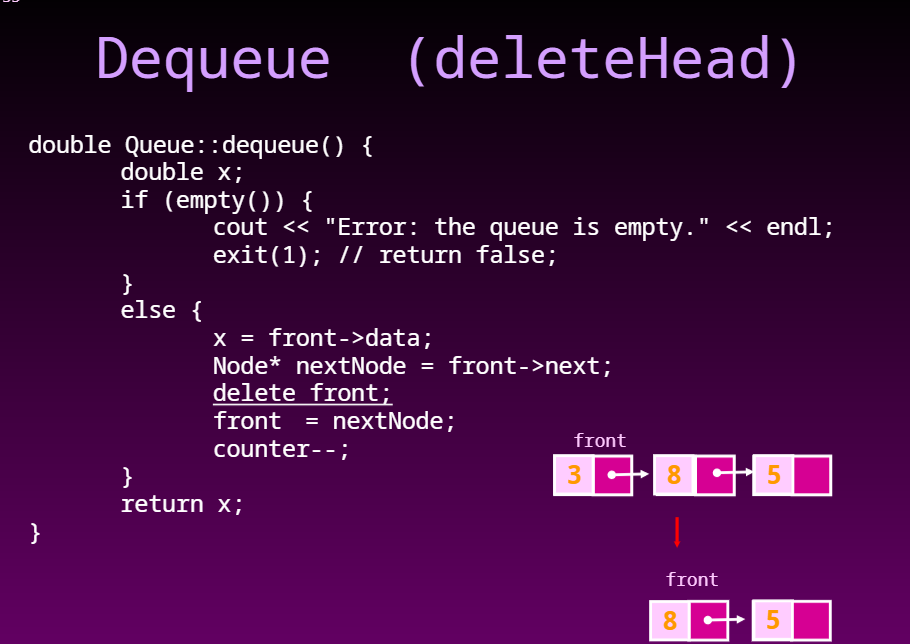 Dequeue (deleteHead)
double Queue::dequeue() {
double x;
if (empty()) {
cout << "Error: the queue is empty." << endl;
exit(1); // return false;
}
else {
x = front->data;
Node* nextNode = front->next;
delete front;
front = nextNode;
counter--;
}
return x;
}
front
3 8 5
front
8 5